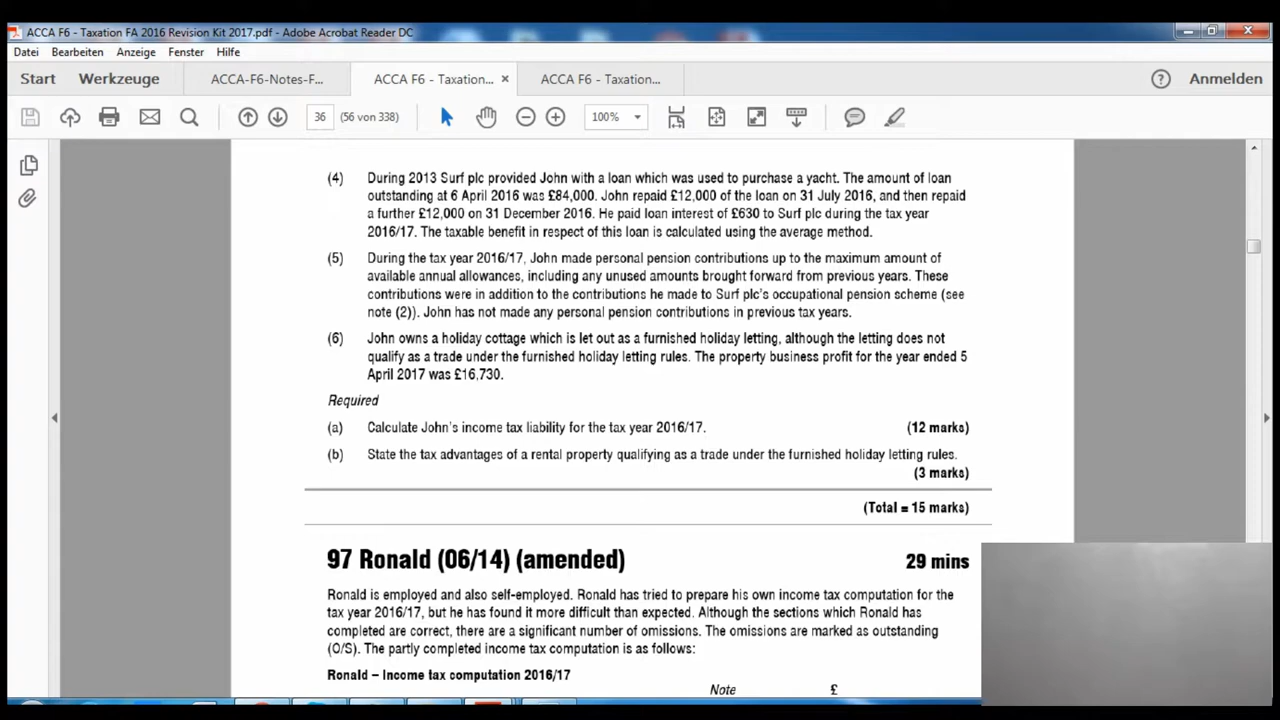 ACCA F6 - Taxation FA 2016 Revision Kit 2017.pdf - Adobe Acrobat Reader DC
Datei Bearbeiten Anzeige Fenster Hilfe
Start Werkzeuge ACCA-F6-Notes-F... ACCA F6 - Taxation... × ACCA F6 - Taxation... ? Anmelden
36 (56 von 338) 100%
(4) During 2013 Surf plc provided John with a loan which was used to purchase a yacht. The amount of loan
outstanding at 6 April 2016 was £84,000. John repaid £12,000 of the loan on 31 July 2016, and then repaid
a further £12,000 on 31 December 2016. He paid loan interest of £630 to Surf plc during the tax year
2016/17. The taxable benefit in respect of this loan is calculated using the average method.
(5) During the tax year 2016/17, John made personal pension contributions up to the maximum amount of
available annual allowances, including any unused amounts brought forward from previous years. These
contributions were in addition to the contributions he made to Surf plc's occupational pension scheme (see
note (2)). John has not made any personal pension contributions in previous tax years.
(6) John owns a holiday cottage which is let out as a furnished holiday letting, although the letting does not
qualify as a trade under the furnished holiday letting rules. The property business profit for the year ended 5
April 2017 was £16,730.
Required
(a) Calculate John's income tax liability for the tax year 2016/17. (12 marks)
(b) State the tax advantages of a rental property qualifying as a trade under the furnished holiday letting rules.
(3 marks)
(Total = 15 marks)
97 Ronald (06/14) (amended) 29 mins
Ronald is employed and also self-employed. Ronald has tried to prepare his own income tax computation for the
tax year 2016/17, but he has found it more difficult than expected. Although the sections which Ronald has
completed are correct, there are a significant number of omissions. The omissions are marked as outstanding
(O/S). The partly completed income tax computation is as follows:
Ronald – Income tax computation 2016/17
Note £